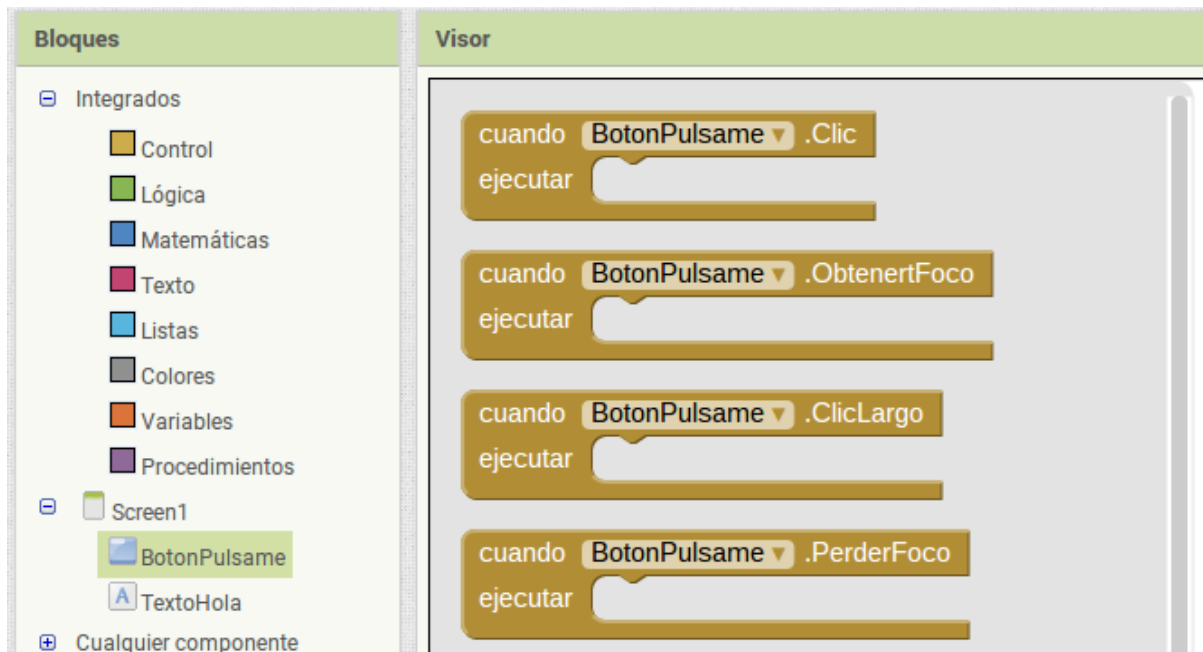 Bloques
Integrados
Control
Lógica
Matemáticas
Texto
Listas
Colores
Variables
Procedimientos
Screen1
BotonPulsame
A TextoHola
Cualquier componente
Visor
cuando BotonPulsame .Clic
ejecutar
cuando BotonPulsame .ObtenertFoco
ejecutar
cuando BotonPulsame .ClicLargo
ejecutar
cuando BotonPulsame .PerderFoco
ejecutar